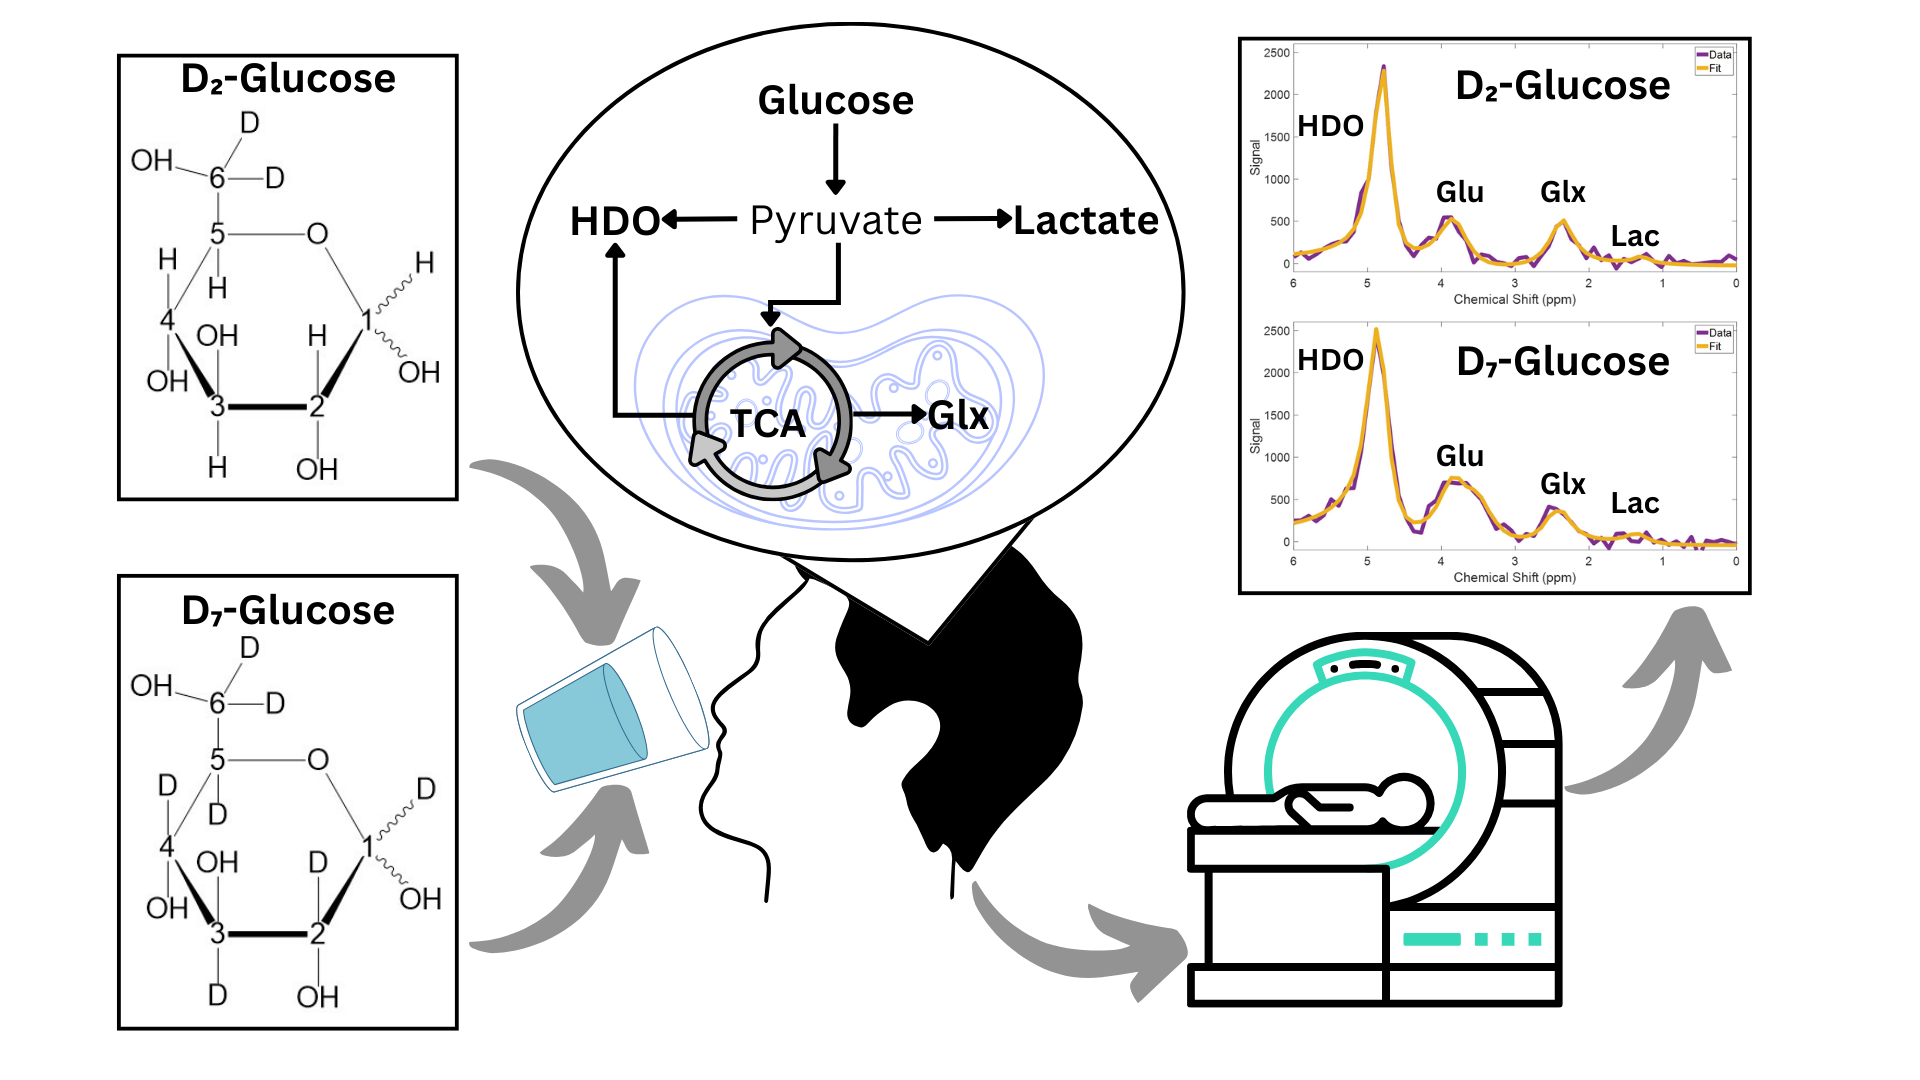 D₂-Glucose
D
OH
6
D
5
O
H
H
H
4
OH
H
1
OH
OH
3
2
H
OH
D₇-Glucose
D
OH
6
D
5
O
D
D
D
4
OH
D
1
OH
OH
3
2
D
OH
Glucose
HDO
Pyruvate
Lactate
TCA
Glx
D₂-Glucose
Data
Fit
HDO
Glu
Glx
Lac
Signal
2500
2000
1500
1000
500
0
6 5 4 3 2 1 0
Chemical Shift (ppm)
D₇-Glucose
Data
Fit
HDO
Glu
Glx
Lac
Signal
2500
2000
1500
1000
500
0
6 5 4 3 2 1 0
Chemical Shift (ppm)